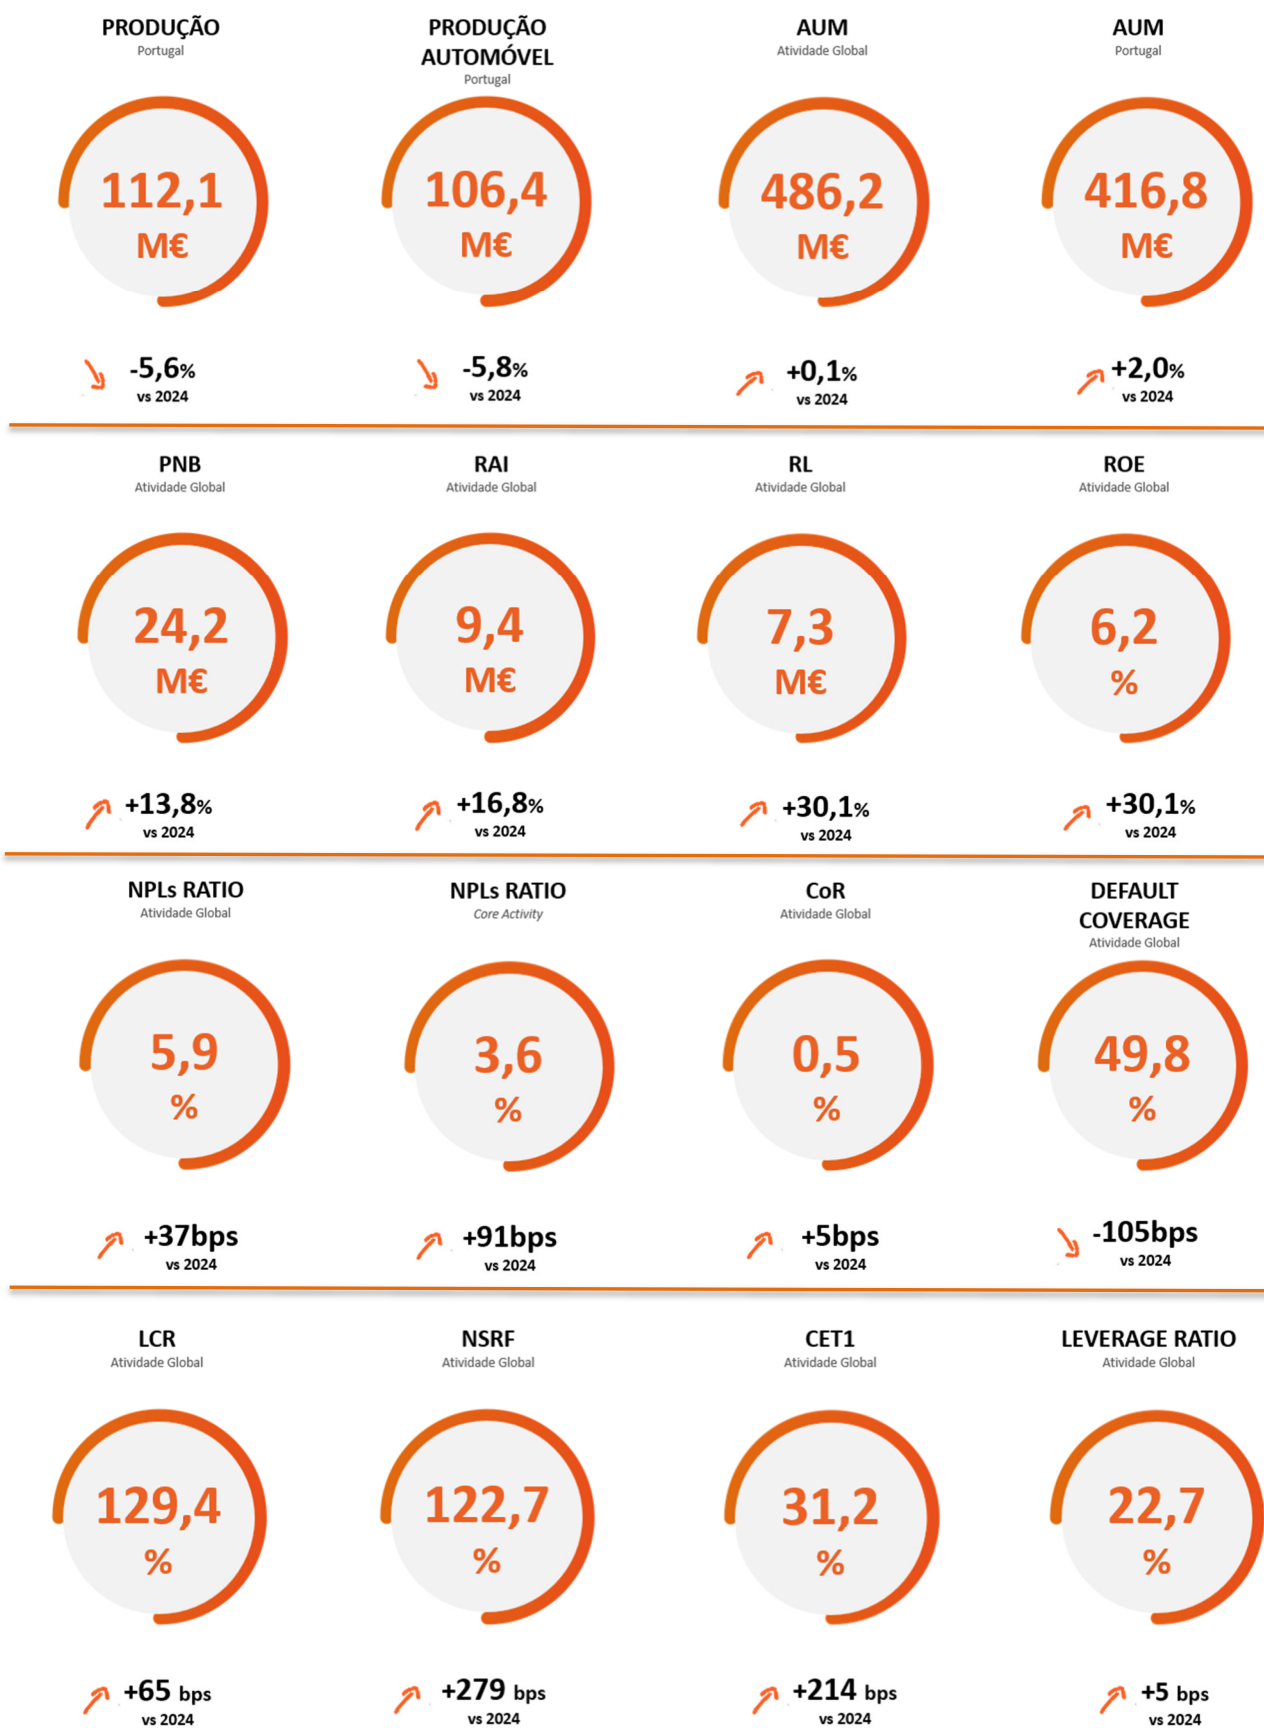 PRODUÇÃO
Portugal
112,1
M€
-5,6%
vs 2024
PRODUÇÃO
AUTOMÓVEL
Portugal
106,4
M€
-5,8%
vs 2024
AUM
Atividade Global
486,2
M€
+0,1%
vs 2024
AUM
Portugal
416,8
M€
+2,0%
vs 2024
PNB
Atividade Global
24,2
M€
+13,8%
vs 2024
RAI
Atividade Global
9,4
M€
+16,8%
vs 2024
RL
Atividade Global
7,3
M€
+30,1%
vs 2024
ROE
Atividade Global
6,2
%
+30,1%
vs 2024
NPLs RATIO
Atividade Global
5,9
%
+37bps
vs 2024
NPLs RATIO
Core Activity
3,6
%
+91bps
vs 2024
CoR
Atividade Global
0,5
%
+5bps
vs 2024
DEFAULT
COVERAGE
Atividade Global
49,8
%
-105bps
vs 2024
LCR
Atividade Global
129,4
%
+65 bps
vs 2024
NSRF
Atividade Global
122,7
%
+279 bps
vs 2024
CET1
Atividade Global
31,2
%
+214 bps
vs 2024
LEVERAGE RATIO
Atividade Global
22,7
%
+5 bps
vs 2024